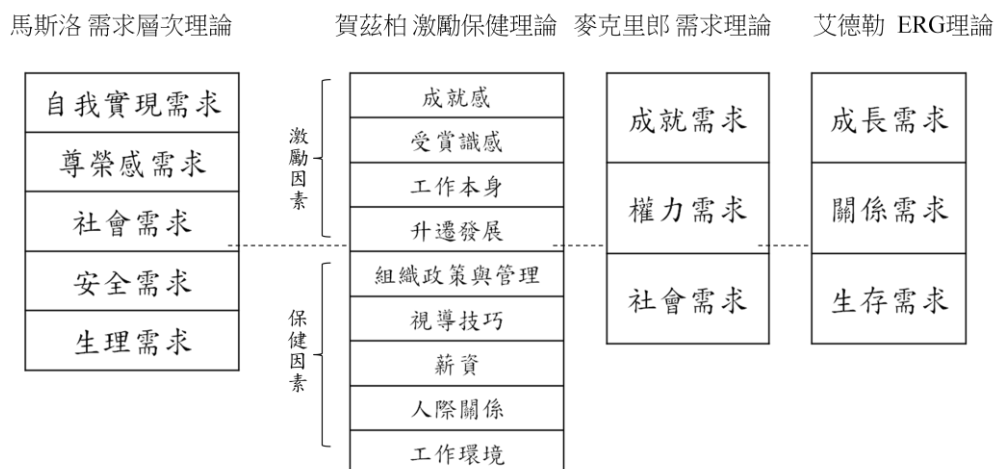 馬斯洛 需求層次理論
賀茲柏 激勵保健理論
麥克里郎 需求理論
艾德勒 ERG理論
自我實現需求
尊榮感需求
社會需求
安全需求
生理需求
激勵因素
成就感
受賞識感
工作本身
升遷發展
保健因素
組織政策與管理
視導技巧
薪資
人際關係
工作環境
成就需求
權力需求
社會需求
成長需求
關係需求
生存需求